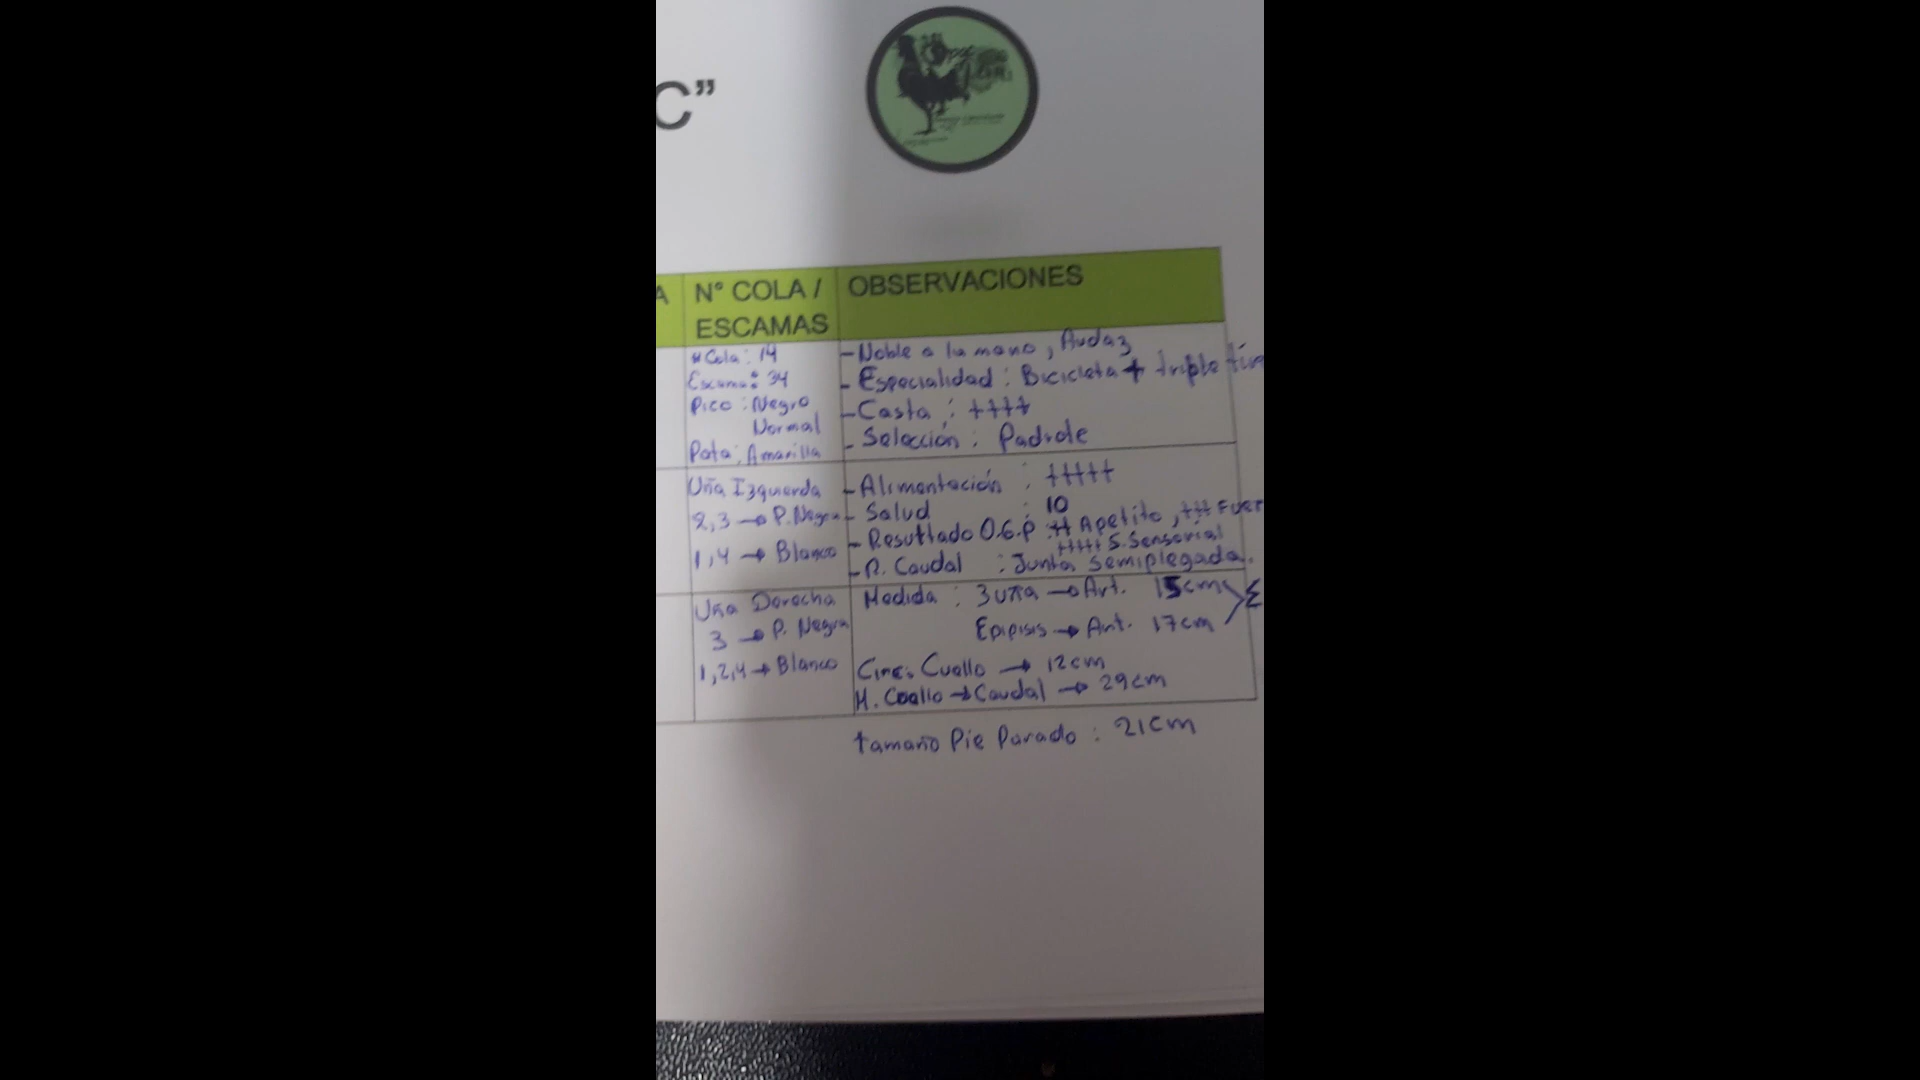 C”
A
N° COLA /
ESCAMAS
OBSERVACIONES
# Cola: 14
Escama: 34
Pico: Negro
Normal
Pata: Amarilla
- Noble a la mano, Audaz
- Especialidad: Bicicleta + triple
- Casta: ++++
- Selección: Padrote
Uña Izquierda
2,3 → P. Negra
1,4 → Blanco
- Alimentación: +++++
- Salud: 10
- Resultado O.G.P: ++ Apetito, +++ Fuer
+++++ S. Sensorial
- R. Caudal: Junta Semiplegada.
Uña Derecha
3 → P. Negra
1,2,4 → Blanco
Medida: 3 uña → Art. 15cm
Epipisis → Ant. 17cm
Circ. Cuello → 12cm
H. Cuello → Caudal → 29cm
tamaño Pie Parado: 21cm